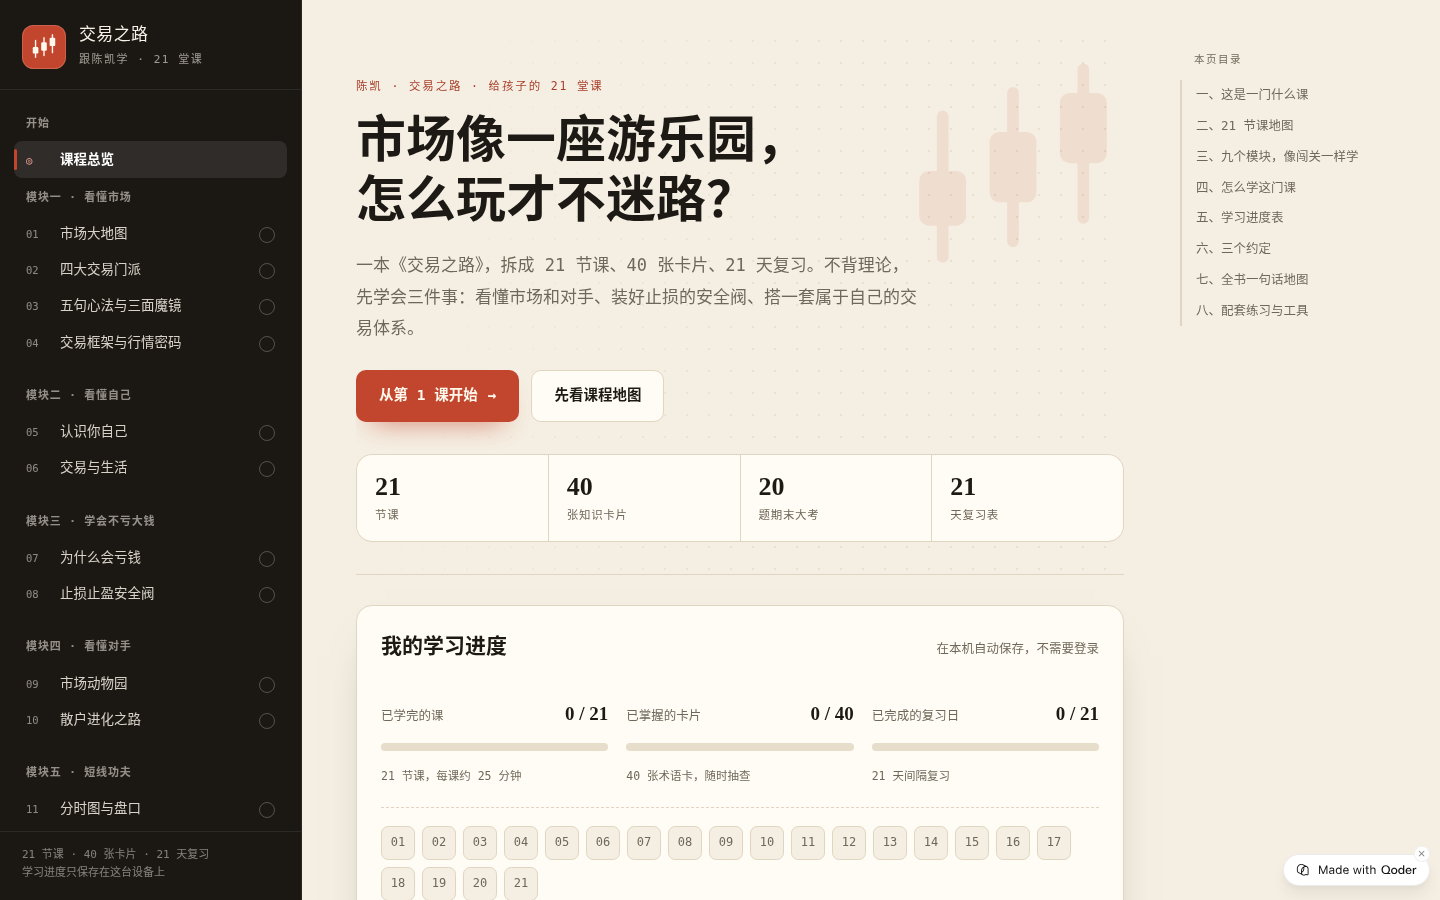 交易之路
跟陈凯学 · 21 堂课
开始
◎ 课程总览
模块一 · 看懂市场
01 市场大地图
02 四大交易门派
03 五句心法与三面魔镜
04 交易框架与行情密码
模块二 · 看懂自己
05 认识你自己
06 交易与生活
模块三 · 学会不亏大钱
07 为什么会亏钱
08 止损止盈安全阀
模块四 · 看懂对手
09 市场动物园
10 散户进化之路
模块五 · 短线功夫
11 分时图与盘口
21 节课 · 40 张卡片 · 21 天复习
学习进度只保存在这台设备上
陈凯 · 交易之路 · 给孩子的 21 堂课
市场像一座游乐园，
怎么玩才不迷路？
一本《交易之路》，拆成 21 节课、40 张卡片、21 天复习。不背理论，
先学会三件事：看懂市场和对手、装好止损的安全阀、搭一套属于自己的交
易体系。
从第 1 课开始 →
先看课程地图
21
节课
40
张知识卡片
20
题期末大考
21
天复习表
我的学习进度
在本机自动保存，不需要登录
已学完的课 0 / 21
21 节课，每课约 25 分钟
已掌握的卡片 0 / 40
40 张术语卡，随时抽查
已完成的复习日 0 / 21
21 天间隔复习
01 02 03 04 05 06 07 08 09 10 11 12 13 14 15 16 17
18 19 20 21
本页目录
一、这是一门什么课
二、21 节课地图
三、九个模块，像闯关一样学
四、怎么学这门课
五、学习进度表
六、三个约定
七、全书一句话地图
八、配套练习与工具
Made with Qoder